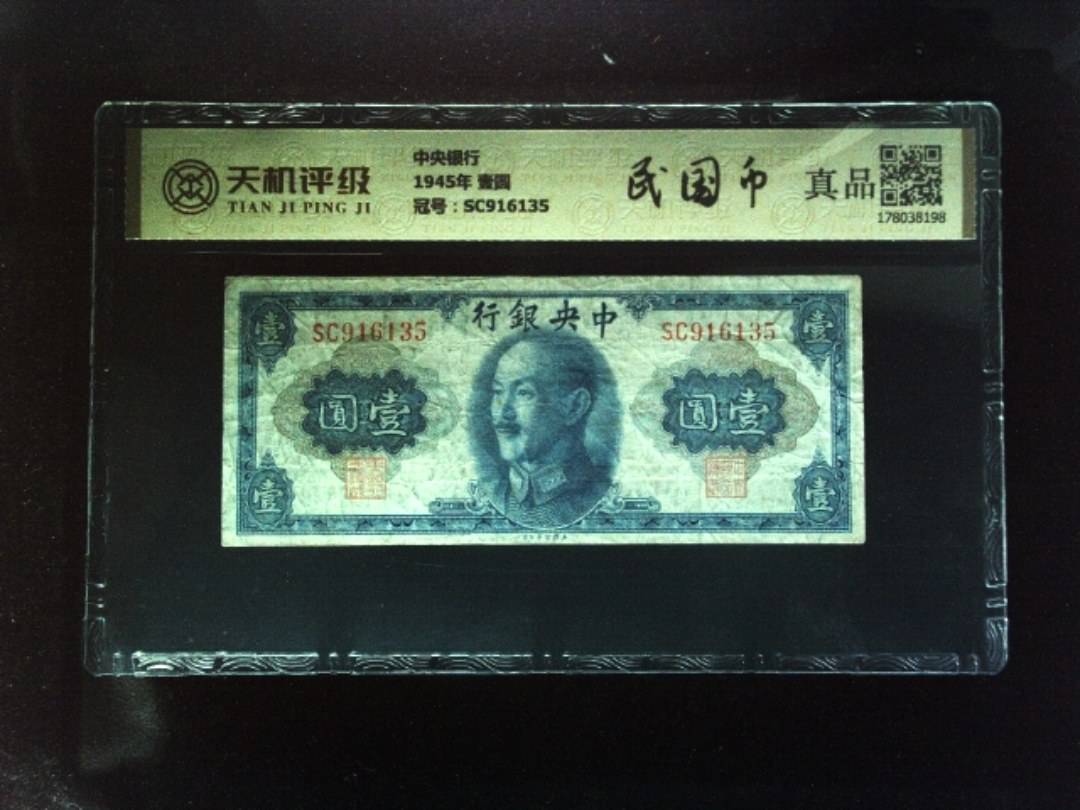 天机评级
TIAN JI PING JI
中央银行
1945年 壹圆
冠号：SC916135
民国币
真品
178038198
行銀央中
SC916135
SC916135
壹
壹
圓壹
圓壹
壹
壹